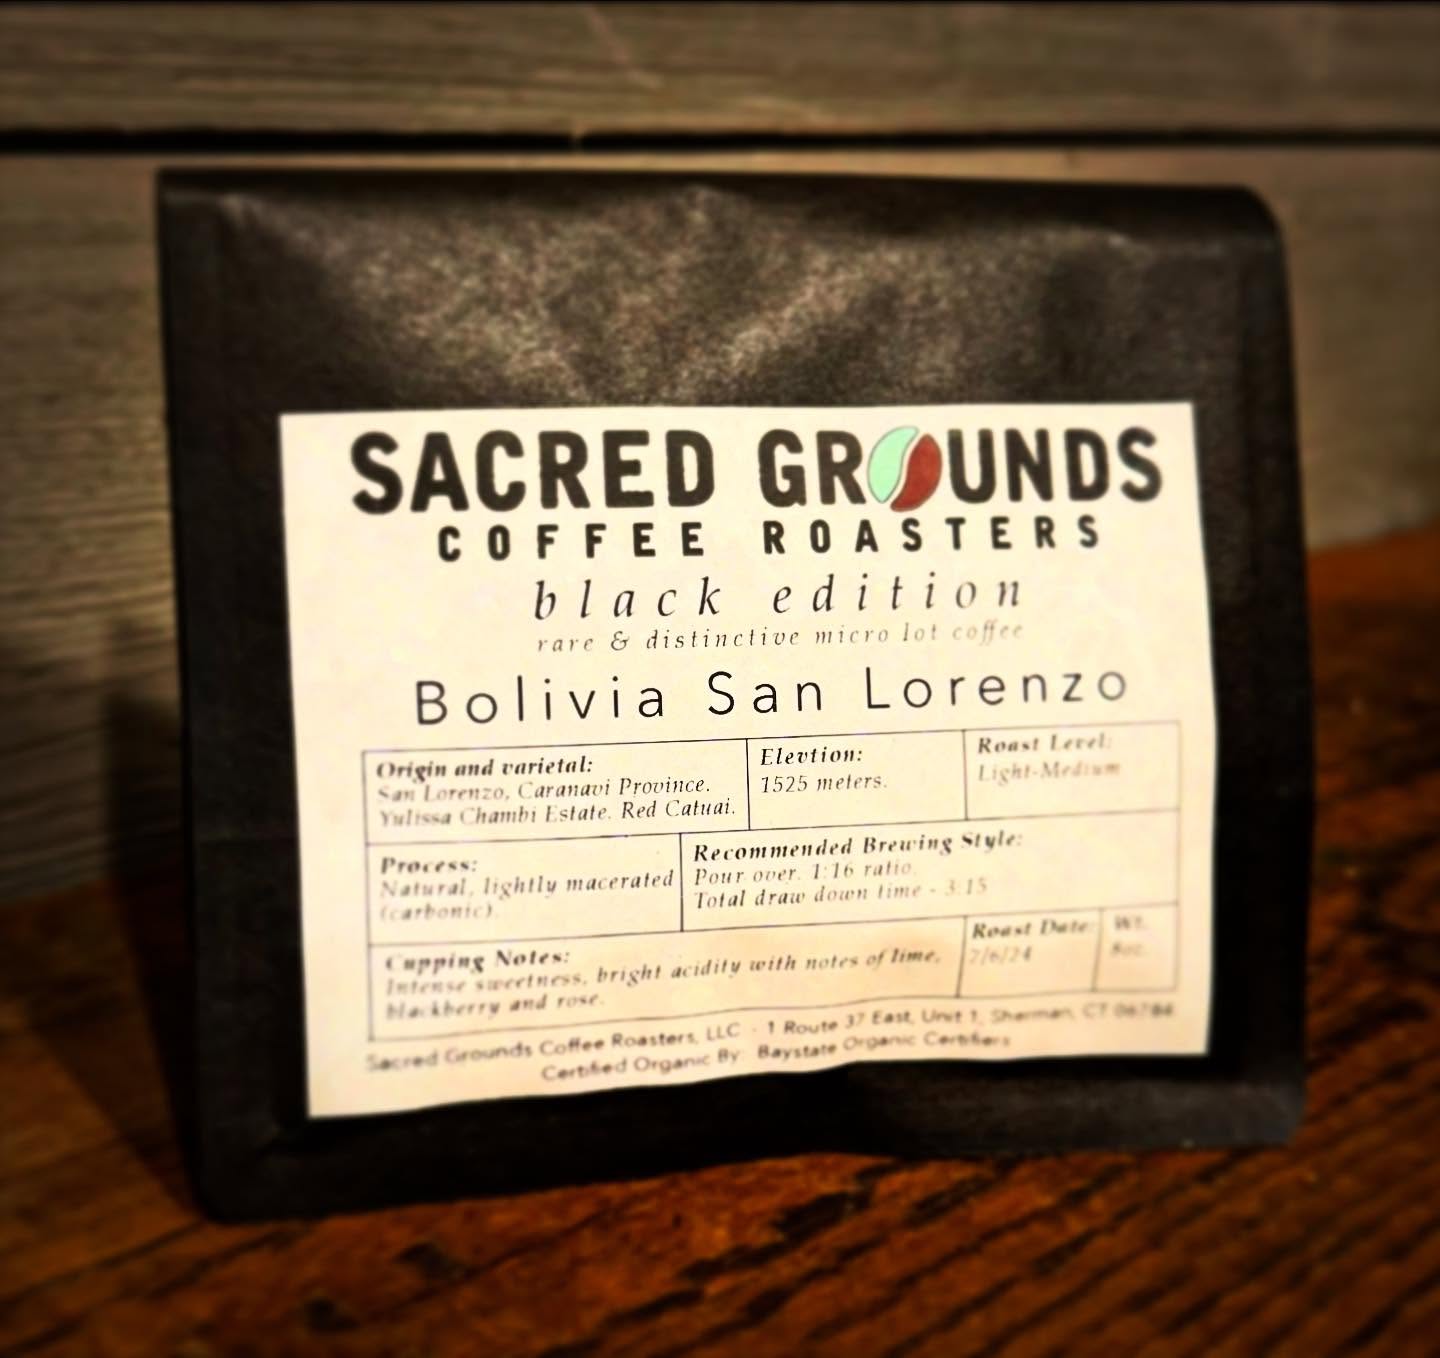 SACRED GROUNDS
COFFEE ROASTERS
black edition
rare & distinctive micro lot coffee
Bolivia San Lorenzo
Origin and varietal:
San Lorenzo, Caranavi Province.
Yulissa Chambi Estate. Red Catuai.
Elevtion:
1525 meters.
Roast Level:
Light-Medium
Process:
Natural, lightly macerated
(carbonic).
Recommended Brewing Style:
Pour over. 1:16 ratio.
Total draw down time - 3:15
Cupping Notes:
Intense sweetness, bright acidity with notes of lime,
blackberry and rose.
Roast Date:
Wt.
8oz.
Sacred Grounds Coffee Roasters, LLC - 1 Route 37 East, Unit 1, Sherman, CT 06784
Certified Organic By: Baystate Organic Certifiers